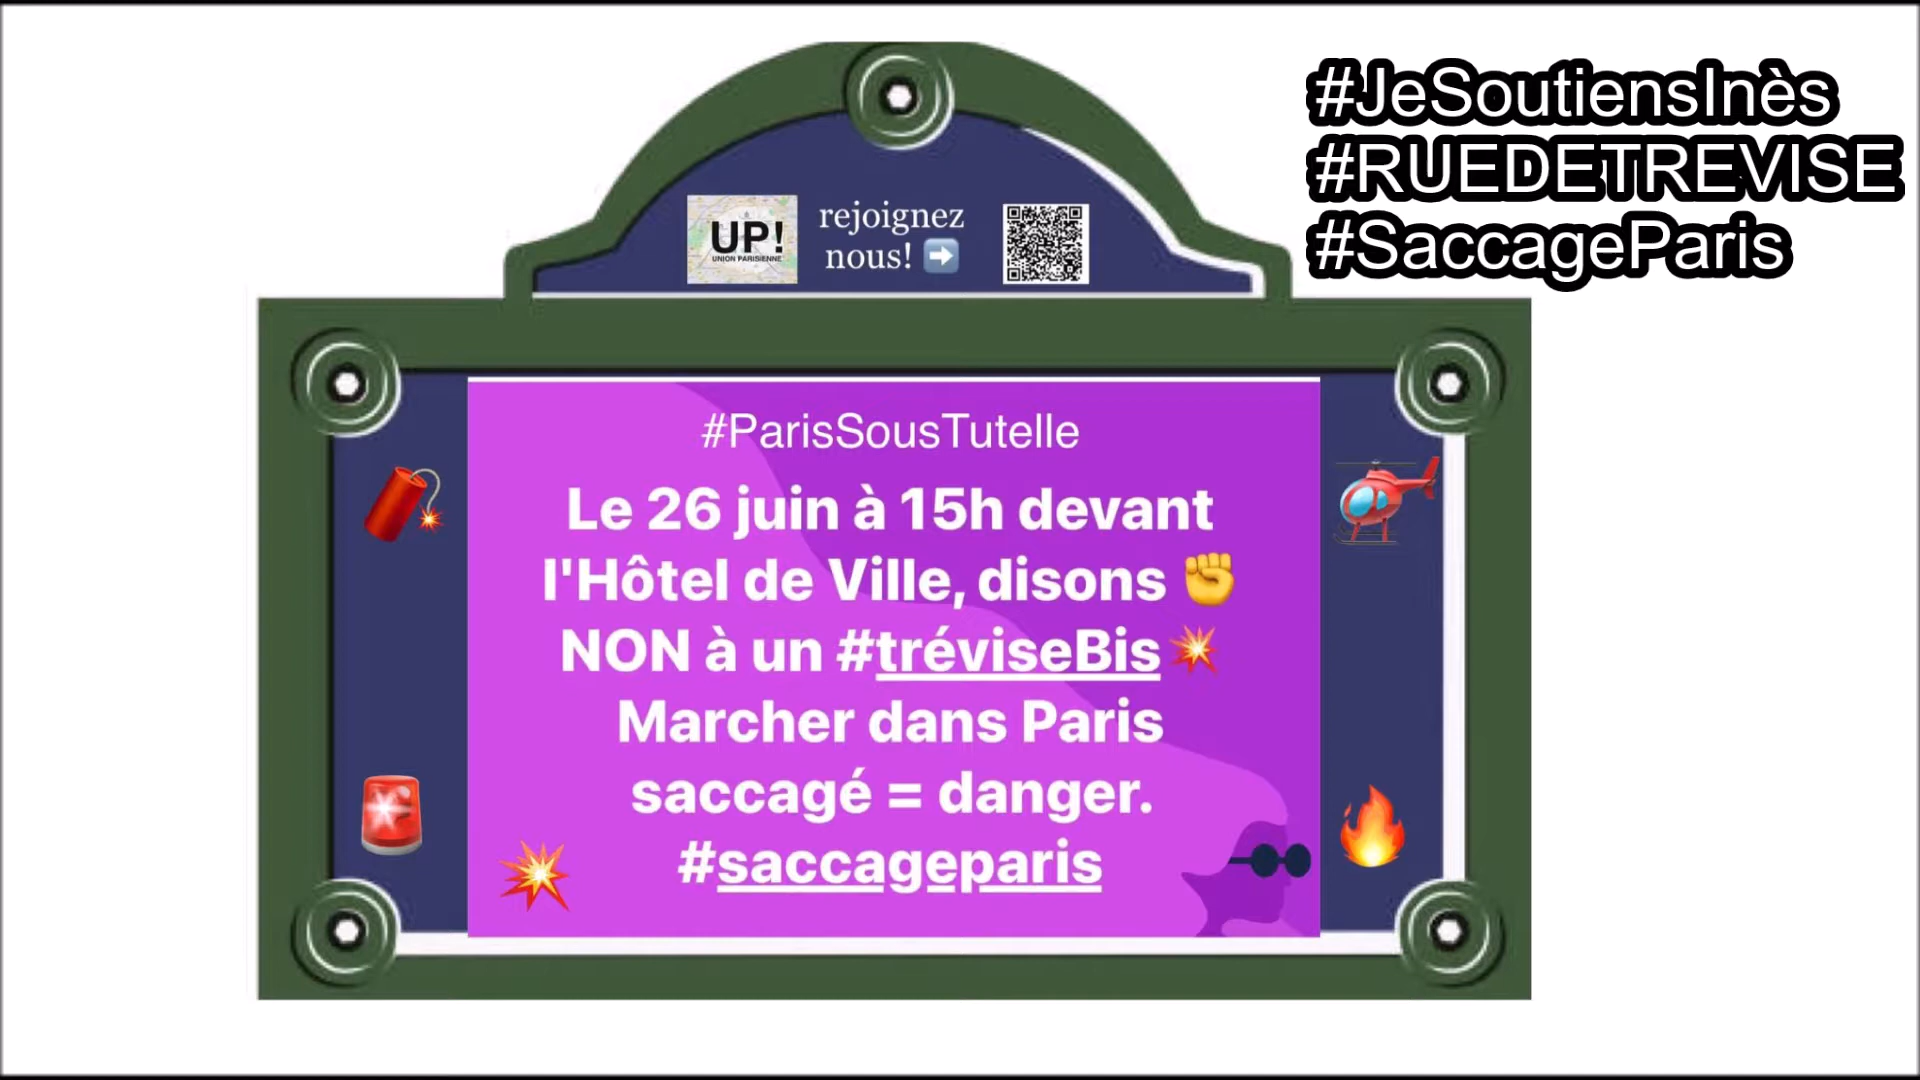 #JeSoutiensInès
#RUEDETREVISE
#SaccageParis
UP!
UNION PARISIENNE
rejoignez
nous! ➡️
#ParisSousTutelle
Le 26 juin à 15h devant
l'Hôtel de Ville, disons ✊
NON à un #tréviseBis💥
Marcher dans Paris
saccagé = danger.
#saccageparis